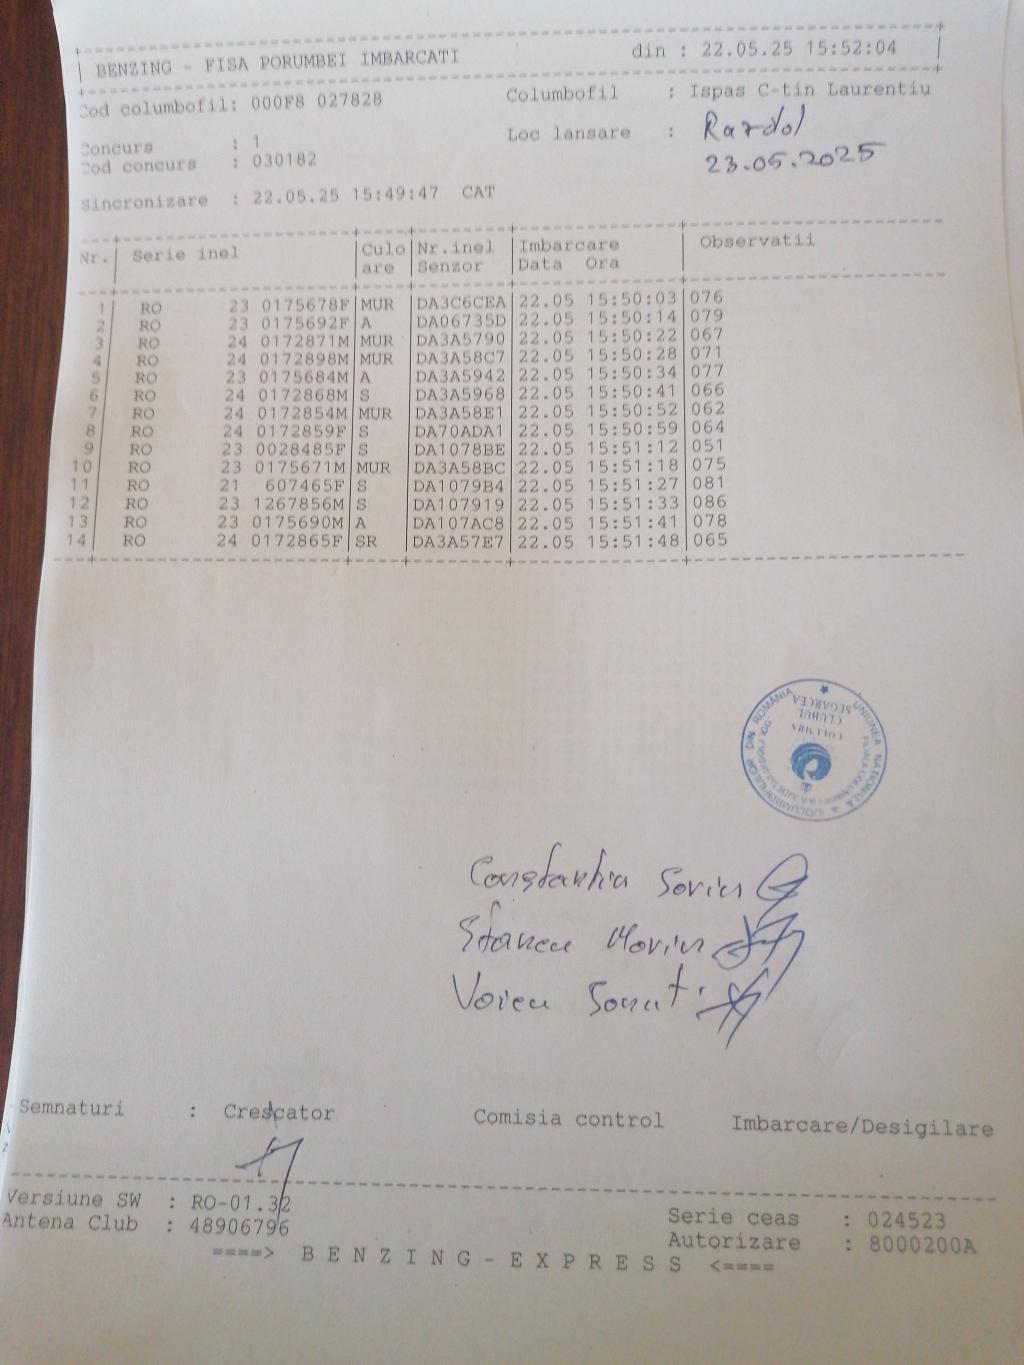 BENZING - FISA PORUMBEI IMBARCATI din : 22.05.25 15:52:04
Cod columbofil: 000F8 027828 Columbofil : Ispas C-tin Laurentiu
Concurs : 1 Loc lansare : Razdol
Cod concurs : 030182 23.05.2025
Sincronizare : 22.05.25 15:49:47 CAT
Nr. Serie inel Culo Nr.inel Imbarcare Observatii
are Senzor Data Ora
1 RO 23 0175678F MUR DA3C6CEA 22.05 15:50:03 076
2 RO 23 0175692F A DA06735D 22.05 15:50:14 079
3 RO 24 0172871M MUR DA3A5790 22.05 15:50:22 067
4 RO 24 0172898M MUR DA3A58C7 22.05 15:50:28 071
5 RO 23 0175684M A DA3A5942 22.05 15:50:34 077
6 RO 24 0172868M S DA3A5968 22.05 15:50:41 066
7 RO 24 0172854M MUR DA3A58E1 22.05 15:50:52 062
8 RO 24 0172859F S DA70ADA1 22.05 15:50:59 064
9 RO 23 0028485F S DA1078BE 22.05 15:51:12 051
10 RO 23 0175671M MUR DA3A58BC 22.05 15:51:18 075
11 RO 21 607465F S DA1079B4 22.05 15:51:27 081
12 RO 23 1267856M S DA107919 22.05 15:51:33 086
13 RO 23 0175690M A DA107AC8 22.05 15:51:41 078
14 RO 24 0172865F SR DA3A57E7 22.05 15:51:48 065
UNIUNEA NATIONALA A COLUMBOFILILOR DIN ROMÂNIA
COLUMBA
CLUBUL
SEGARCEA
Constantin Sorin
Stancu Marin
Voicu Ionut
Semnaturi : Crescator Comisia control Imbarcare/Desigilare
Versiune SW : RO-01.32 Serie ceas : 024523
Antena Club : 48906796 Autorizare : 8000200A
====> B E N Z I N G - E X P R E S S <====